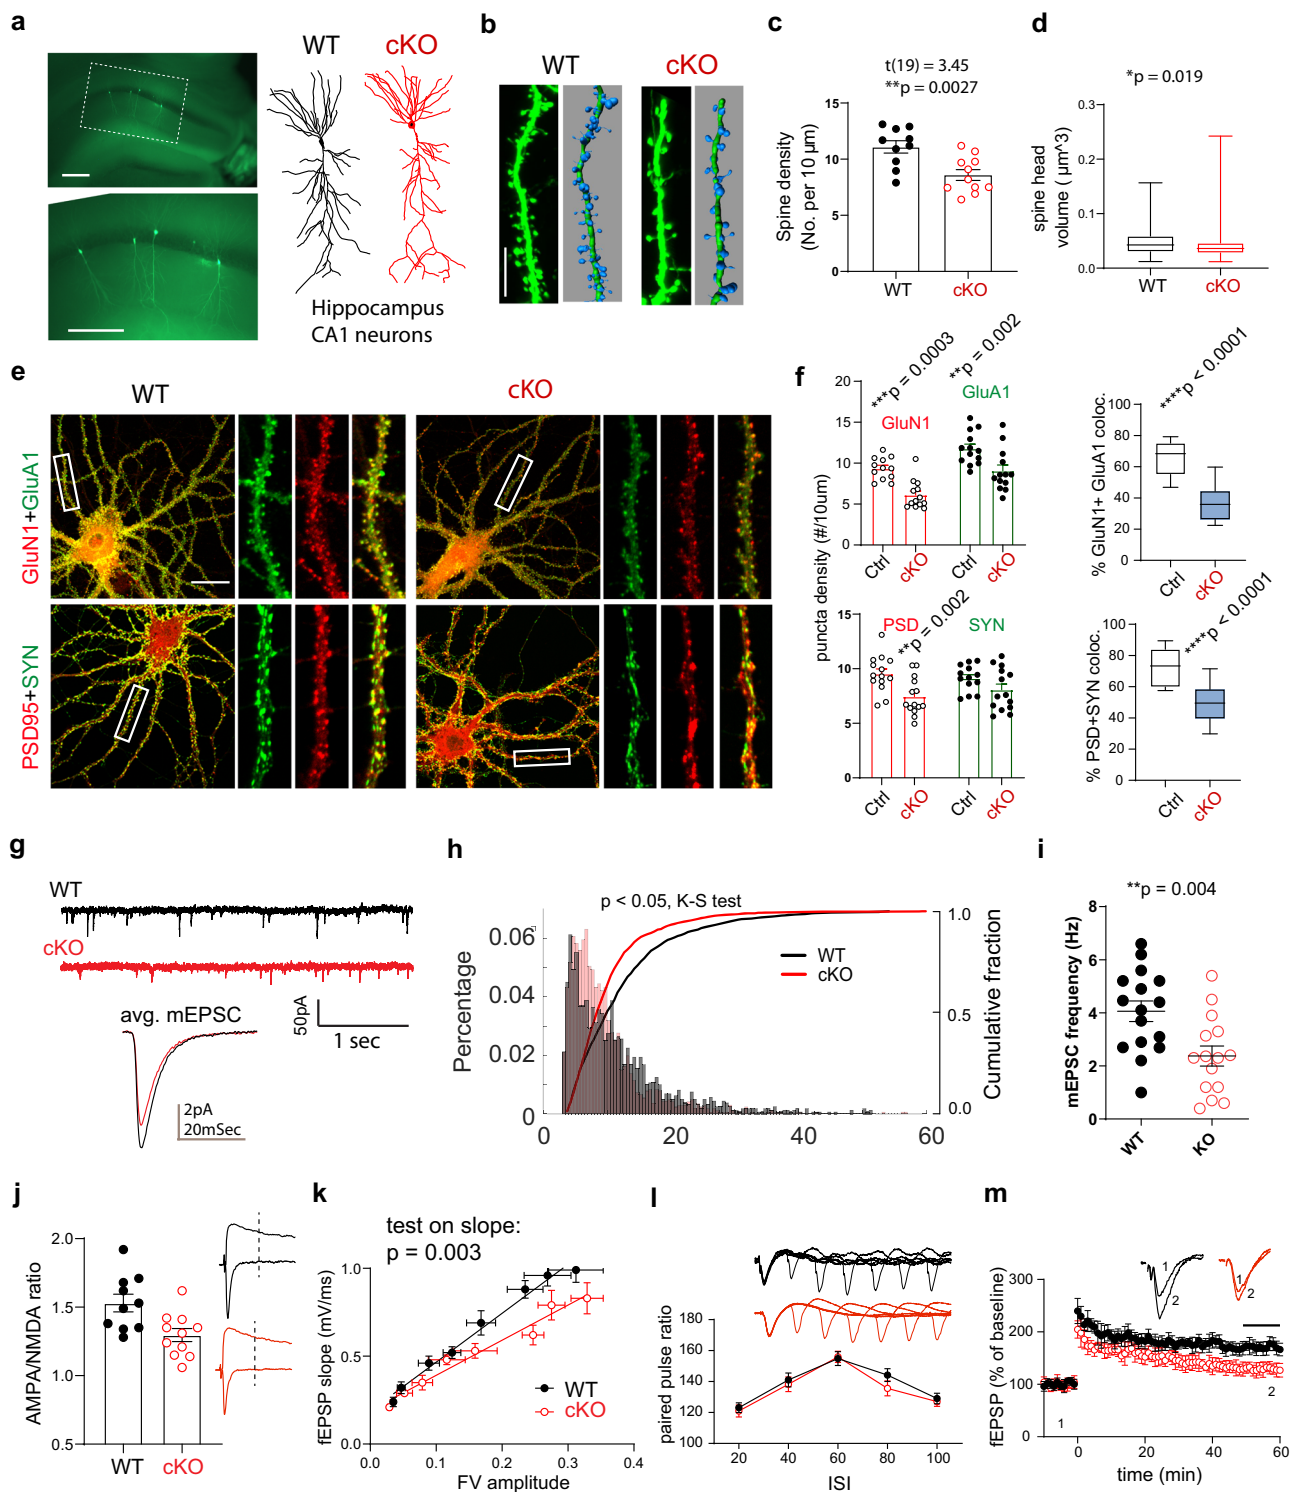 a
WT
cKO
Hippocampus
CA1 neurons
b
WT
cKO
c
t(19) = 3.45
**p = 0.0027
Spine density
(No. per 10 µm)
15
10
5
0
WT
cKO
d
*p = 0.019
spine head
volume ( µm^3)
0.3
0.2
0.1
0.0
WT
cKO
e
WT
cKO
GluN1+GluA1
PSD95+SYN
f
***p = 0.0003
**p = 0.002
GluN1
GluA1
puncta density (#/10um)
20
15
10
5
0
Ctrl
cKO
Ctrl
cKO
****p < 0.0001
% GluN1+ GluA1 coloc.
100
80
60
40
20
0
Ctrl
cKO
PSD
**p = 0.002
SYN
15
10
5
0
Ctrl
cKO
Ctrl
cKO
****p < 0.0001
% PSD+SYN coloc.
100
80
60
40
20
0
Ctrl
cKO
g
WT
cKO
avg. mEPSC
50pA
1 sec
2pA
20mSec
h
p < 0.05, K-S test
Percentage
0.06
0.04
0.02
0
WT
cKO
Cumulative fraction
1.0
0.5
0.0
0
20
40
60
i
**p = 0.004
mEPSC frequency (Hz)
8
6
4
2
0
WT
KO
j
AMPA/NMDA ratio
2.0
1.5
1.0
0.5
WT
cKO
k
test on slope:
p = 0.003
fEPSP slope (mV/ms)
1.0
0.5
0.0
WT
cKO
0.0
0.1
0.2
0.3
0.4
FV amplitude
l
paired pulse ratio
180
160
140
120
100
20
40
60
80
100
ISI
m
fEPSP (% of baseline)
300
200
100
0
1
2
1
2
1
2
0
20
40
60
time (min)